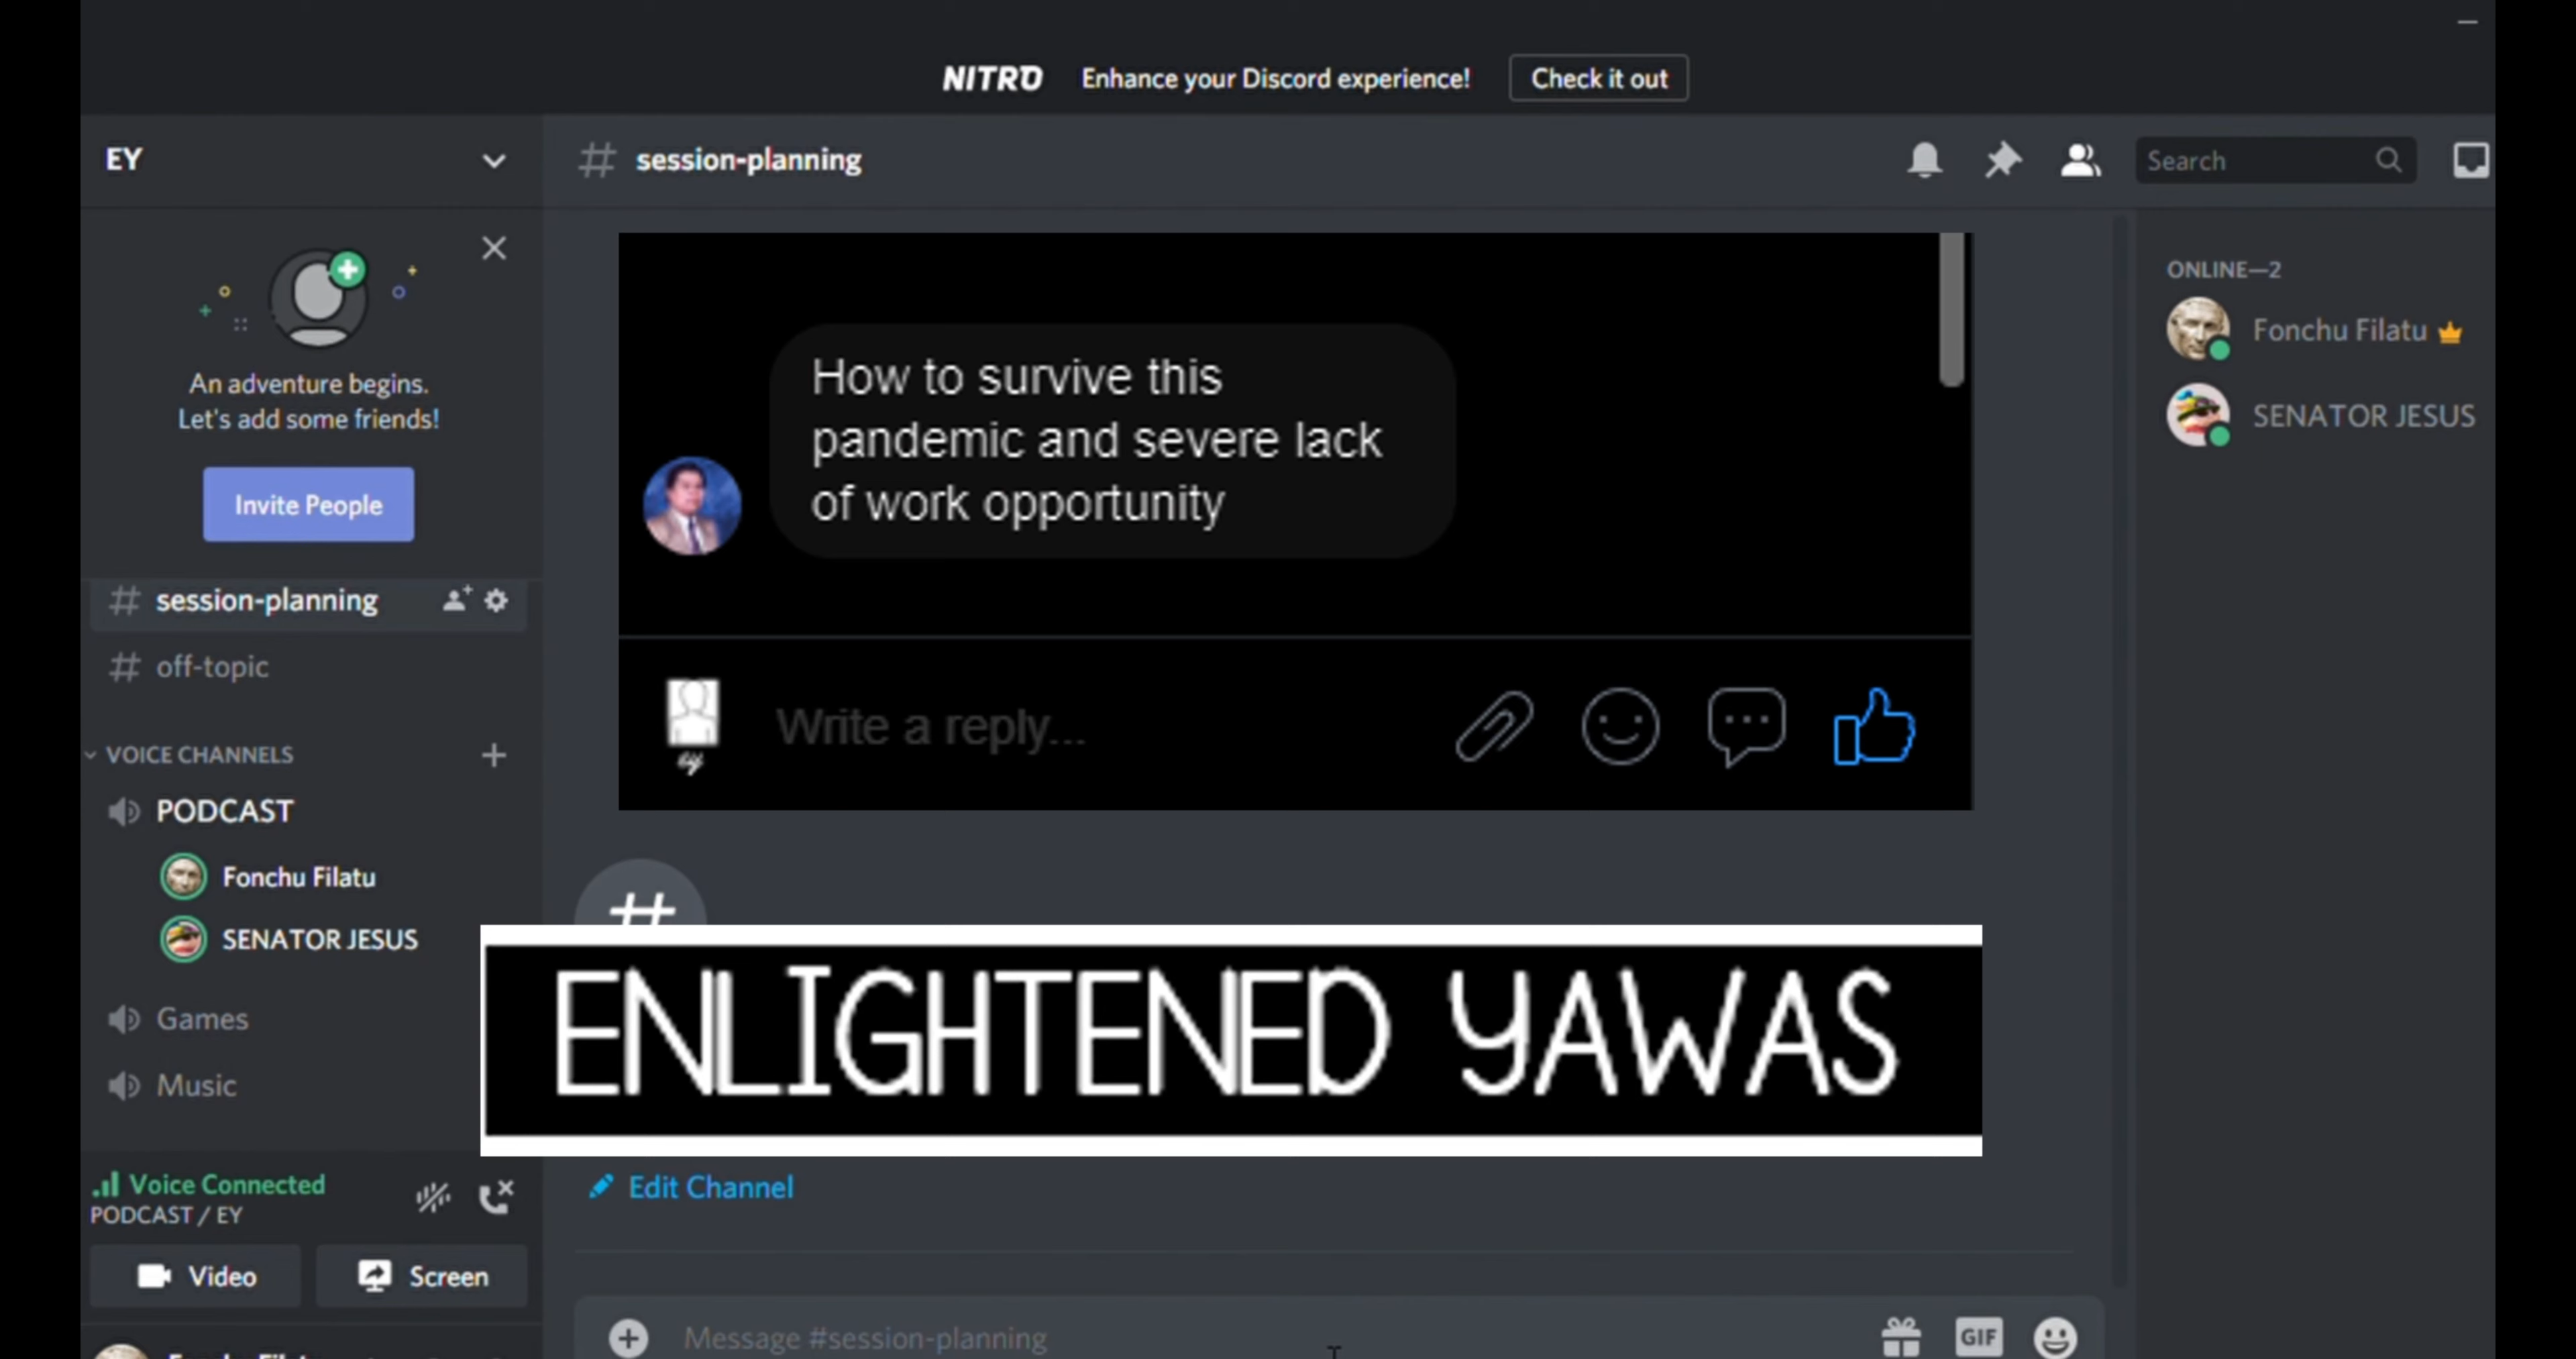 NITRO Enhance your Discord experience! Check it out
EY
# session-planning
Search
An adventure begins.
Let's add some friends!
Invite People
# session-planning
# off-topic
VOICE CHANNELS
PODCAST
Fonchu Filatu
SENATOR JESUS
Games
Music
Voice Connected
PODCAST / EY
Video
Screen
How to survive this
pandemic and severe lack
of work opportunity
ey
Write a reply...
#
ENLIGHTENED YAWAS
Edit Channel
Message #session-planning
GIF
ONLINE—2
Fonchu Filatu
SENATOR JESUS